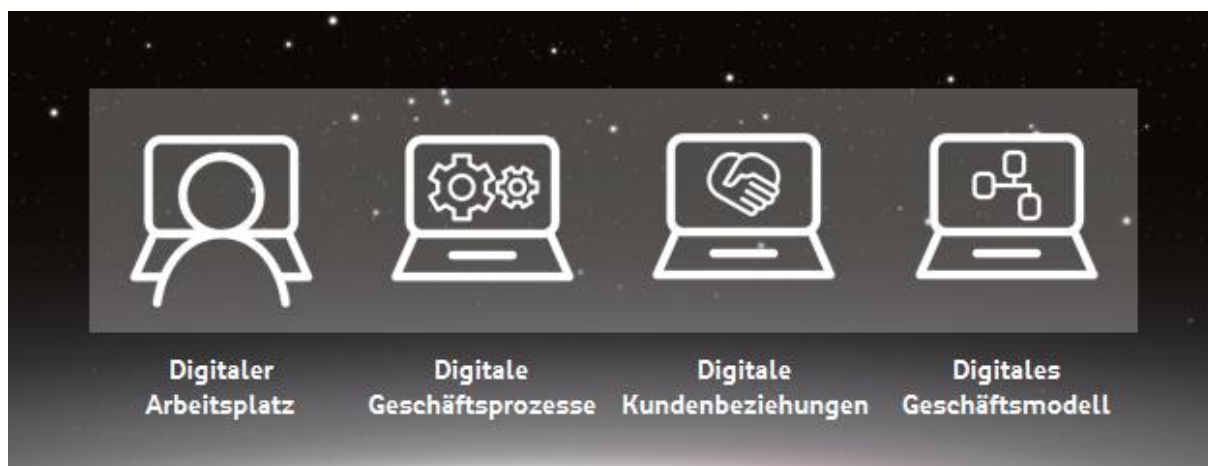 Digitaler
Arbeitsplatz
Digitale
Geschäftsprozesse
Digitale
Kundenbeziehungen
Digitales
Geschäftsmodell